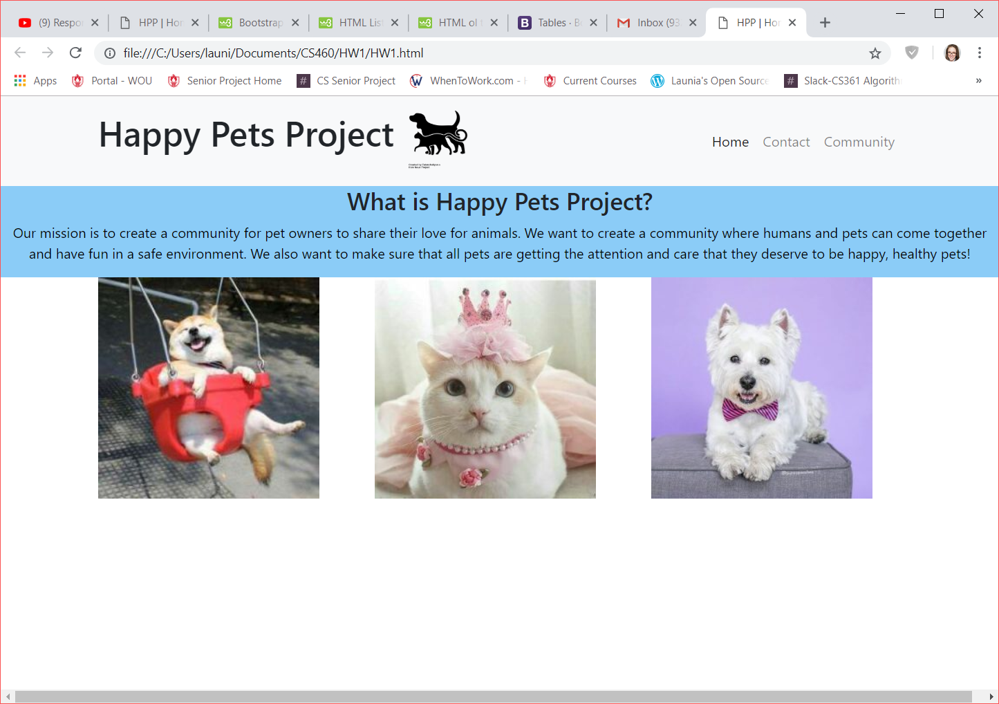 (9) Respo
HPP | Hor
Bootstrap
HTML List
HTML ol t
Tables · B
Inbox (93
HPP | Hor
file:///C:/Users/launi/Documents/CS460/HW1/HW1.html
Apps
Portal - WOU
Senior Project Home
CS Senior Project
WhenToWork.com -
Current Courses
Launia's Open Source
Slack-CS361 Algorith
»
Happy Pets Project
Home Contact Community
What is Happy Pets Project?
Our mission is to create a community for pet owners to share their love for animals. We want to create a community where humans and pets can come together
and have fun in a safe environment. We also want to make sure that all pets are getting the attention and care that they deserve to be happy, healthy pets!